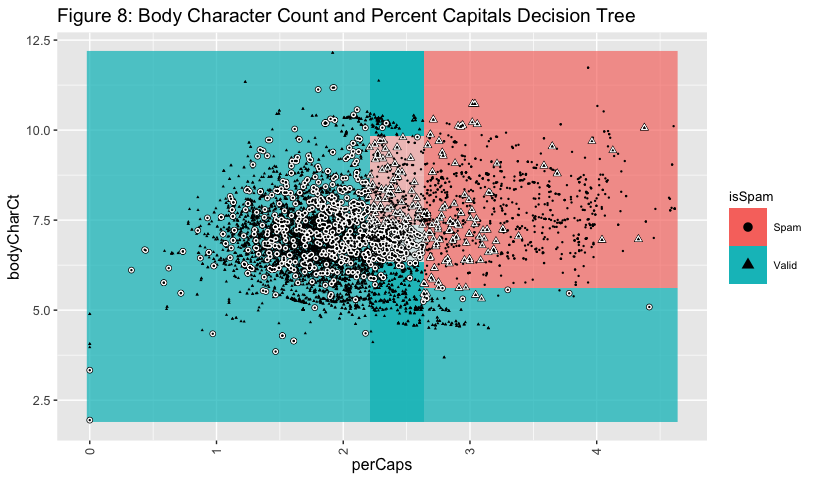 Figure 8: Body Character Count and Percent Capitals Decision Tree
12.5
10.0
7.5
5.0
2.5
bodyCharCt
0
1
2
3
4
perCaps
isSpam
Spam
Valid